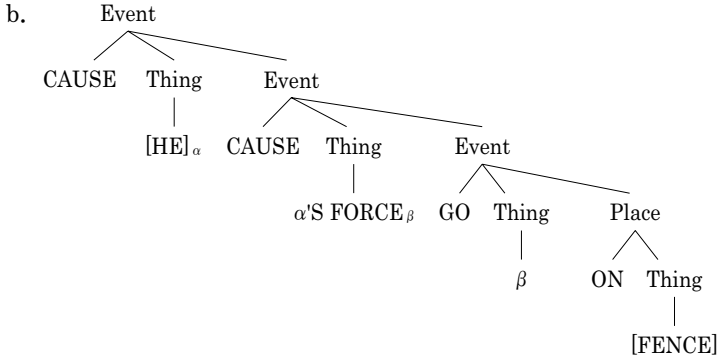 b. Event
CAUSE Thing Event
[HE]α CAUSE Thing Event
α'S FORCEβ GO Thing Place
β ON Thing
[FENCE]